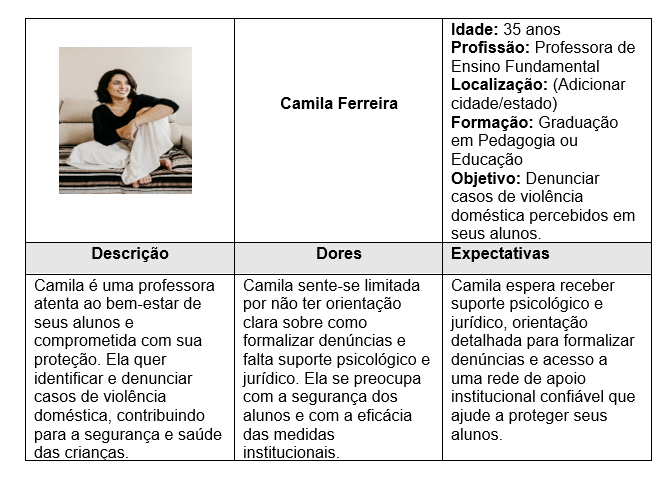 Camila Ferreira
Idade: 35 anos
Profissão: Professora de
Ensino Fundamental
Localização: (Adicionar
cidade/estado)
Formação: Graduação
em Pedagogia ou
Educação
Objetivo: Denunciar
casos de violência
doméstica percebidos em
seus alunos.
Descrição
Dores
Expectativas
Camila é uma professora
atenta ao bem-estar de
seus alunos e
comprometida com sua
proteção. Ela quer
identificar e denunciar
casos de violência
doméstica, contribuindo
para a segurança e saúde
das crianças.
Camila sente-se limitada
por não ter orientação
clara sobre como
formalizar denúncias e
falta suporte psicológico e
jurídico. Ela se preocupa
com a segurança dos
alunos e com a eficácia
das medidas
institucionais.
Camila espera receber
suporte psicológico e
jurídico, orientação
detalhada para formalizar
denúncias e acesso a
uma rede de apoio
institucional confiável que
ajude a proteger seus
alunos.